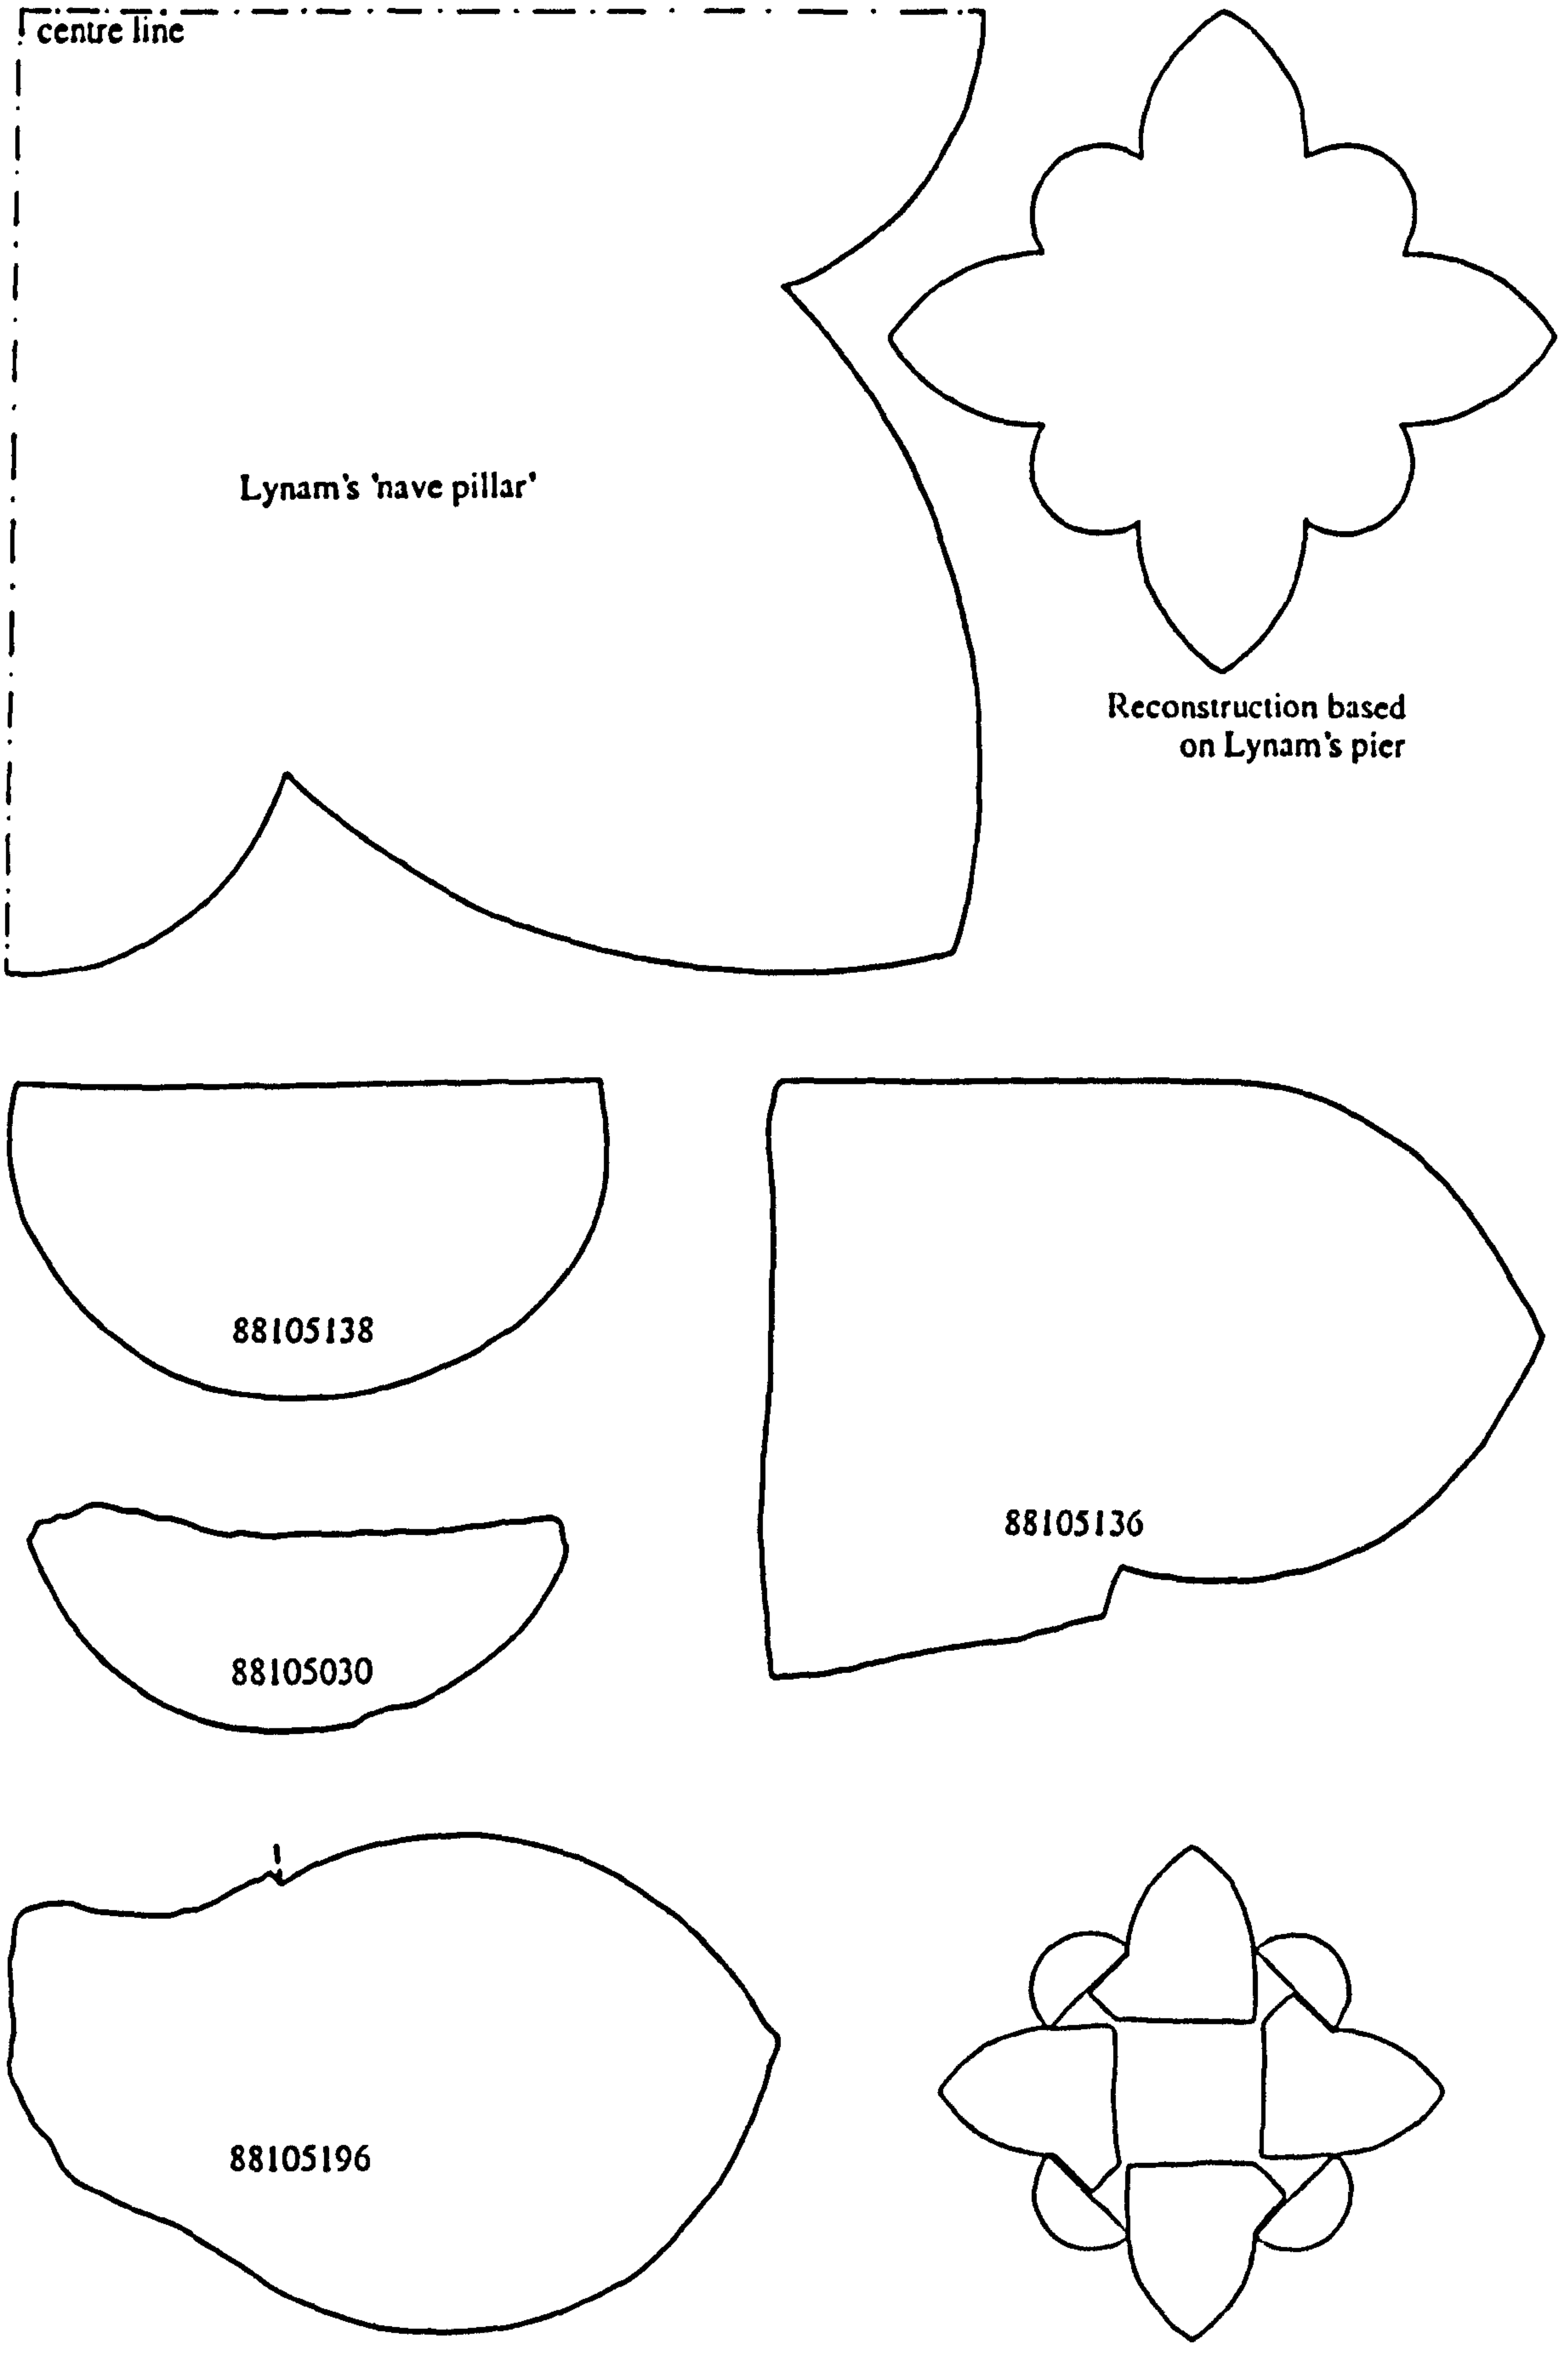 centre line
Lynam's 'nave pillar'
Reconstruction based
on Lynam's pier
88105138
88105136
88105030
88105196